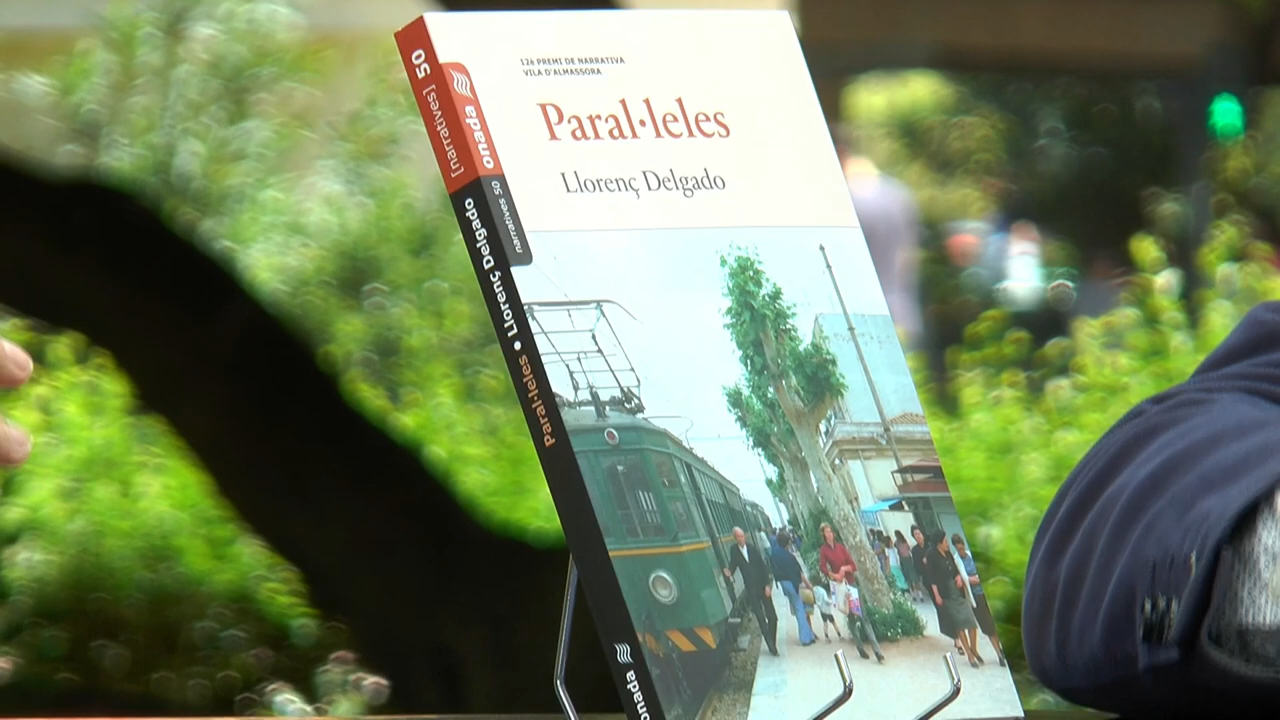 12è PREMI DE NARRATIVA
VILA D'ALMASSORA
Paral·leles
Llorenç Delgado
50
[narratives]
onada
narratives 50
Paral·leles • Llorenç Delgado
onada